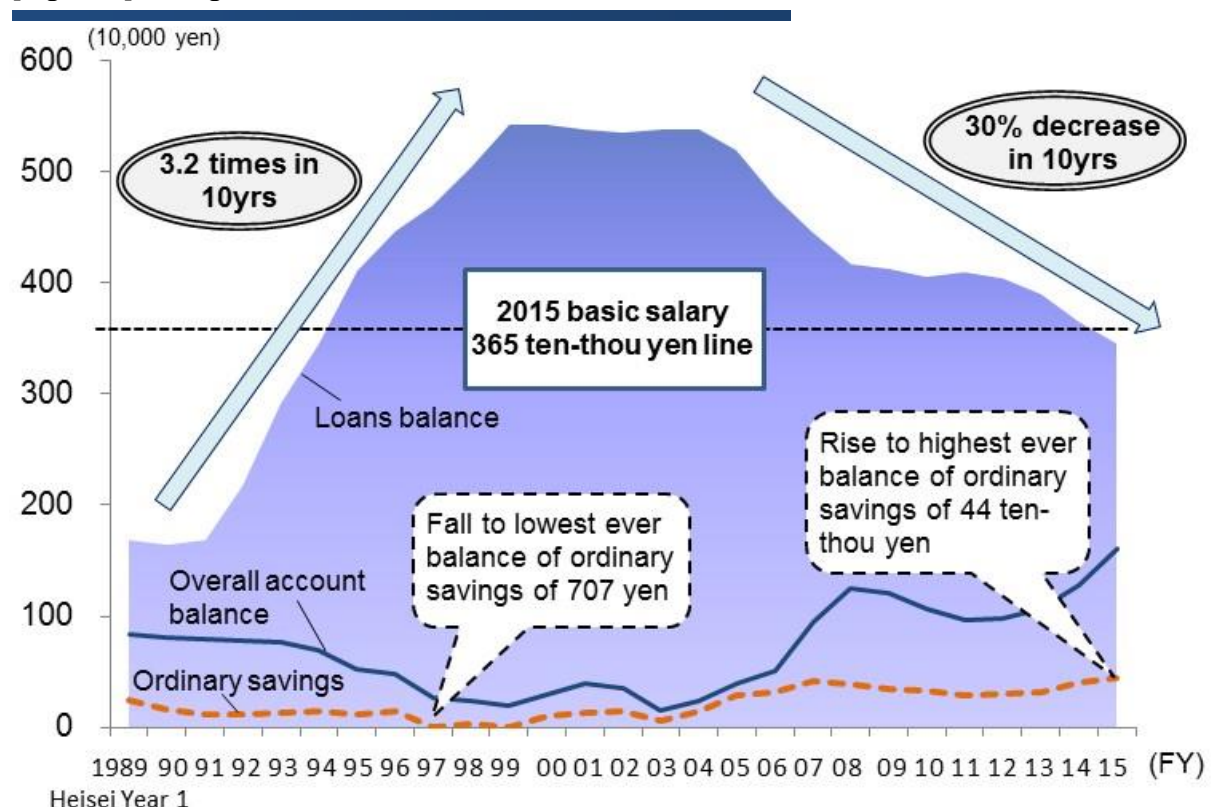 (10,000 yen)
600
500
400
300
200
100
0
3.2 times in
10yrs
30% decrease
in 10yrs
2015 basic salary
365 ten-thou yen line
Loans balance
Rise to highest ever
balance of ordinary
savings of 44 ten-
thou yen
Fall to lowest ever
balance of ordinary
savings of 707 yen
Overall account
balance
Ordinary savings
1989 90 91 92 93 94 95 96 97 98 99 00 01 02 03 04 05 06 07 08 09 10 11 12 13 14 15 (FY)
Heisei Year 1